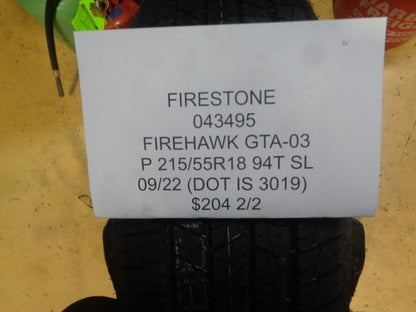 FIRESTONE
043495
FIREHAWK GTA-03
P 215/55R18 94T SL
09/22 (DOT IS 3019)
$204 2/2